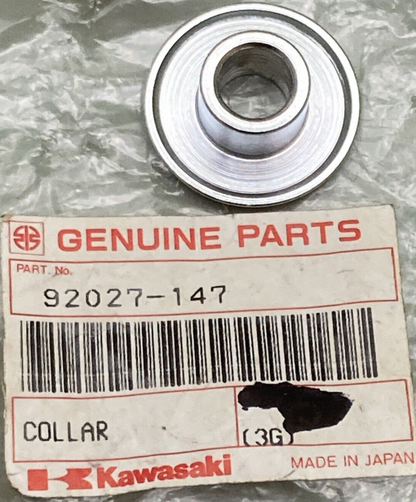 GENUINE PARTS
PART. No.
92027-147
COLLAR
(3G)
Kawasaki
MADE IN JAPAN